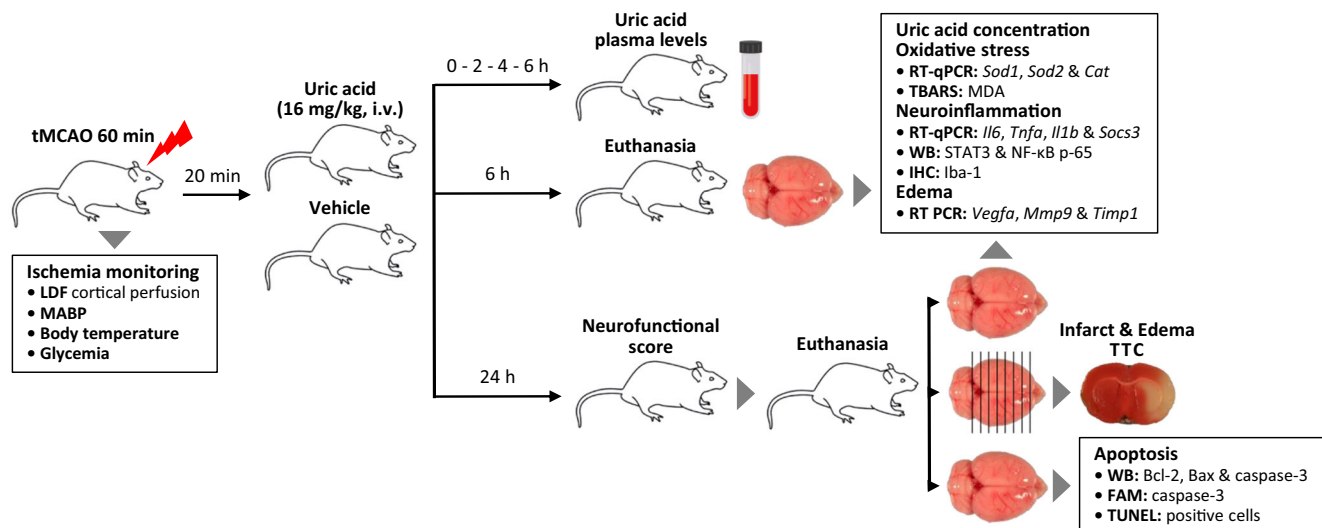 tMCAO 60 min
20 min
Ischemia monitoring
• LDF cortical perfusion
• MABP
• Body temperature
• Glycemia
Uric acid
(16 mg/kg, i.v.)
Vehicle
0 - 2 - 4 - 6 h
Uric acid
plasma levels
6 h
Euthanasia
24 h
Neurofunctional
score
Euthanasia
Uric acid concentration
Oxidative stress
• RT-qPCR: Sod1, Sod2 & Cat
• TBARS: MDA
Neuroinflammation
• RT-qPCR: Il6, Tnfa, Il1b & Socs3
• WB: STAT3 & NF-κB p-65
• IHC: Iba-1
Edema
• RT PCR: Vegfa, Mmp9 & Timp1
Infarct & Edema
TTC
Apoptosis
• WB: Bcl-2, Bax & caspase-3
• FAM: caspase-3
• TUNEL: positive cells